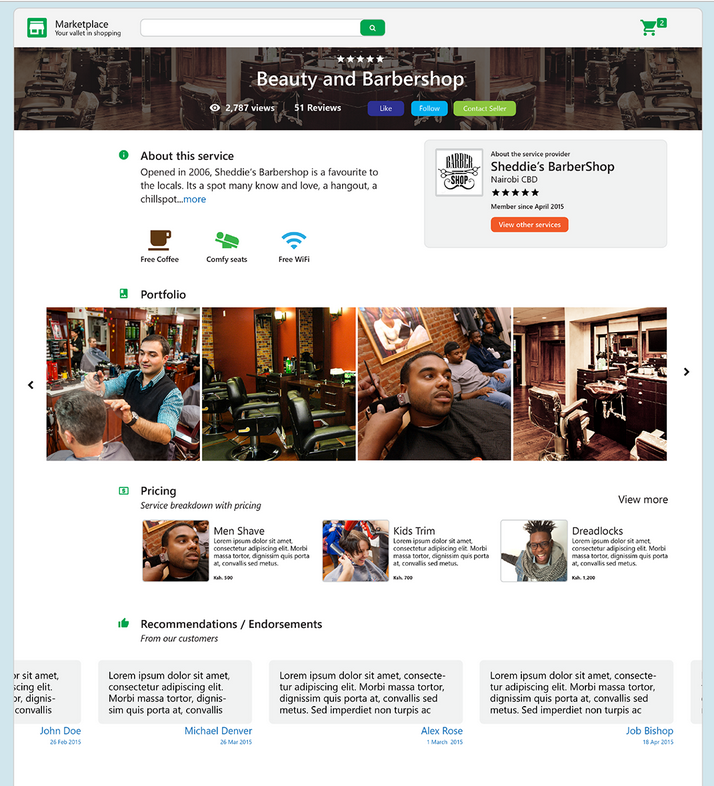 Marketplace
Your vallet in shopping
2
Beauty and Barbershop
2,787 views
51 Reviews
Like
Follow
Contact Seller
About this service
Opened in 2006, Sheddie's Barbershop is a favourite to
the locals. Its a spot many know and love, a hangout, a
chillspot...more
Free Coffee
Comfy seats
Free WiFi
BARBER
SHOP
About the service provider
Sheddie's BarberShop
Nairobi CBD
Member since April 2015
View other services
Portfolio
Pricing
Service breakdown with pricing
View more
Men Shave
Lorem ipsum dolor sit amet,
consectetur adipiscing elit. Morbi
massa tortor, dignissim quis porta
at, convallis sed metus.
Ksh. 500
Kids Trim
Lorem ipsum dolor sit amet,
consectetur adipiscing elit. Morbi
massa tortor, dignissim quis porta
at, convallis sed metus.
Ksh. 700
Dreadlocks
Lorem ipsum dolor sit amet,
consectetur adipiscing elit. Morbi
massa tortor, dignissim quis porta
at, convallis sed metus.
Ksh. 1,200
Recommendations / Endorsements
From our customers
or sit amet,
scing elit.
r, dignis-
convallis
John Doe
26 Feb 2015
Lorem ipsum dolor sit amet,
consectetur adipiscing elit.
Morbi massa tortor, dignis-
sim quis porta at, convallis
Michael Denver
26 Mar 2015
Lorem ipsum dolor sit amet, consecte-
tur adipiscing elit. Morbi massa tortor,
dignissim quis porta at, convallis sed
metus. Sed imperdiet non turpis ac
Alex Rose
1 March 2015
Lorem ipsum dolor sit amet, consecte-
tur adipiscing elit. Morbi massa tortor,
dignissim quis porta at, convallis sed
metus. Sed imperdiet non turpis ac
Job Bishop
18 Apr 2015